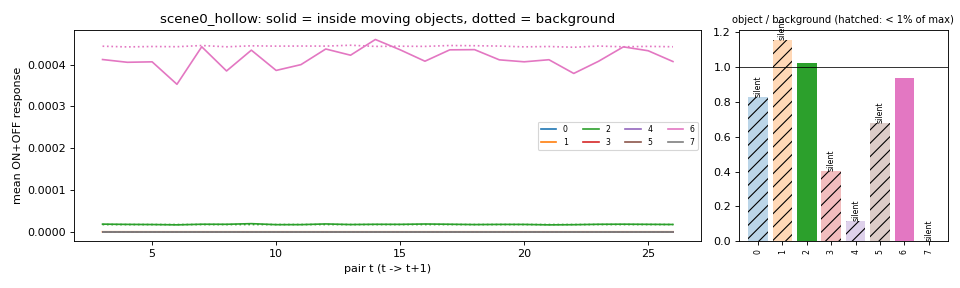 scene0_hollow: solid = inside moving objects, dotted = background
mean ON+OFF response
0.0004
0.0003
0.0002
0.0001
0.0000
5
10
15
20
25
pair t (t -> t+1)
0 2 4 6
1 3 5 7
object / background (hatched: < 1% of max)
1.2
1.0
0.8
0.6
0.4
0.2
0.0
silent
silent
silent
silent
silent
silent
0
1
2
3
4
5
6
7